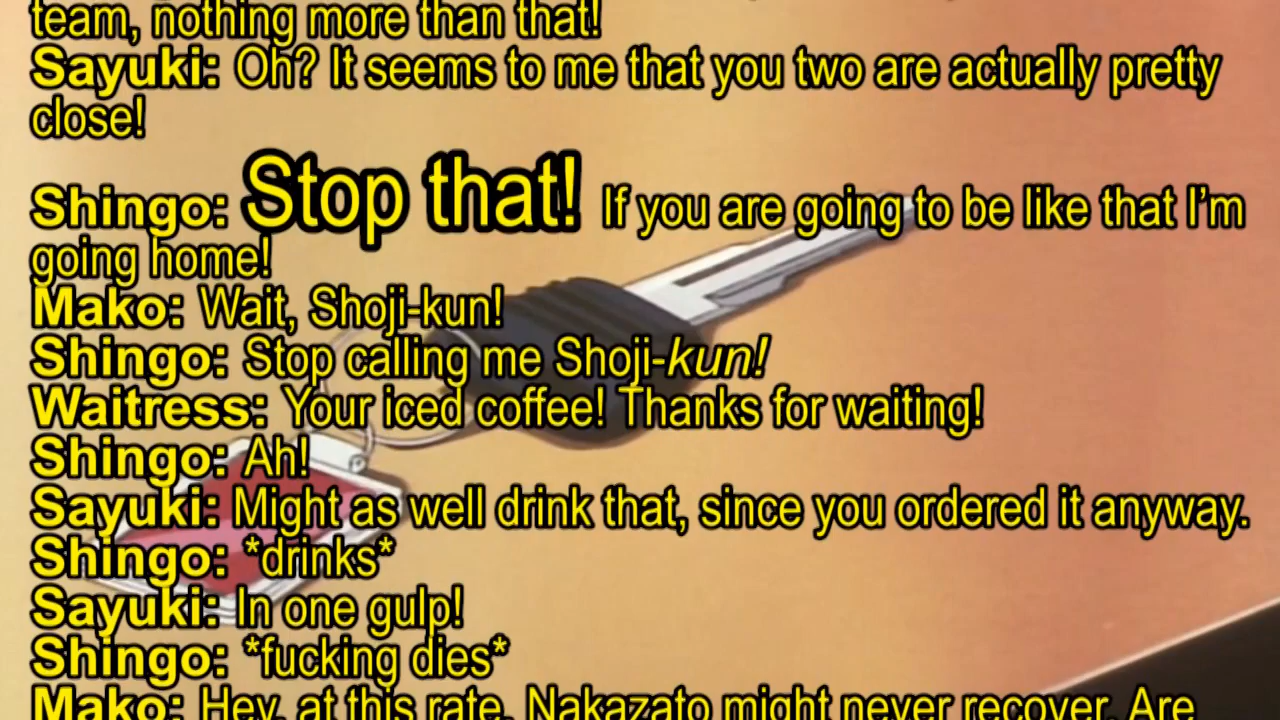 team, nothing more than that!
Sayuki: Oh? It seems to me that you two are actually pretty
close!
Shingo: Stop that! If you are going to be like that I'm
going home!
Mako: Wait, Shoji-kun!
Shingo: Stop calling me Shoji-kun!
Waitress: Your iced coffee! Thanks for waiting!
Shingo: Ah!
Sayuki: Might as well drink that, since you ordered it anyway.
Shingo: *drinks*
Sayuki: In one gulp!
Shingo: *fucking dies*
Mako: Hey, at this rate, Nakazato might never recover. Are